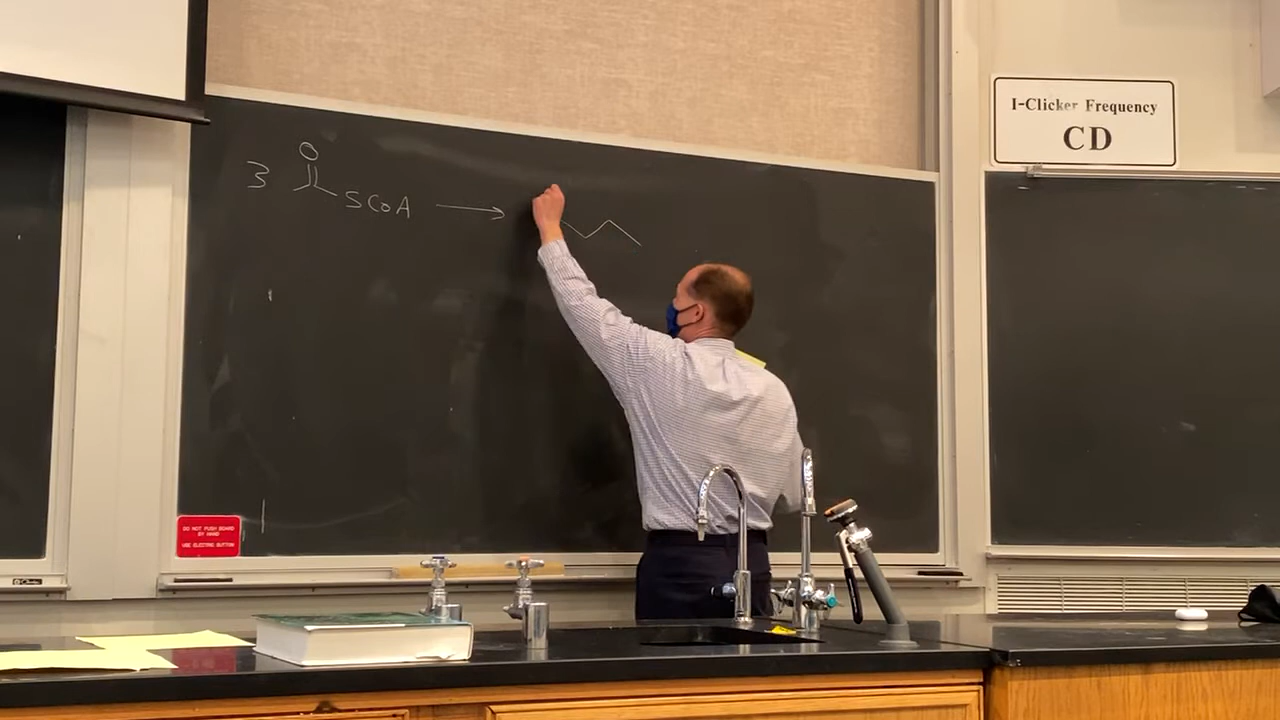 I-Clicker Frequency
CD
O
3
SCoA
DO NOT PUSH BOARD
BY HAND
USE ELECTRIC BUTTON